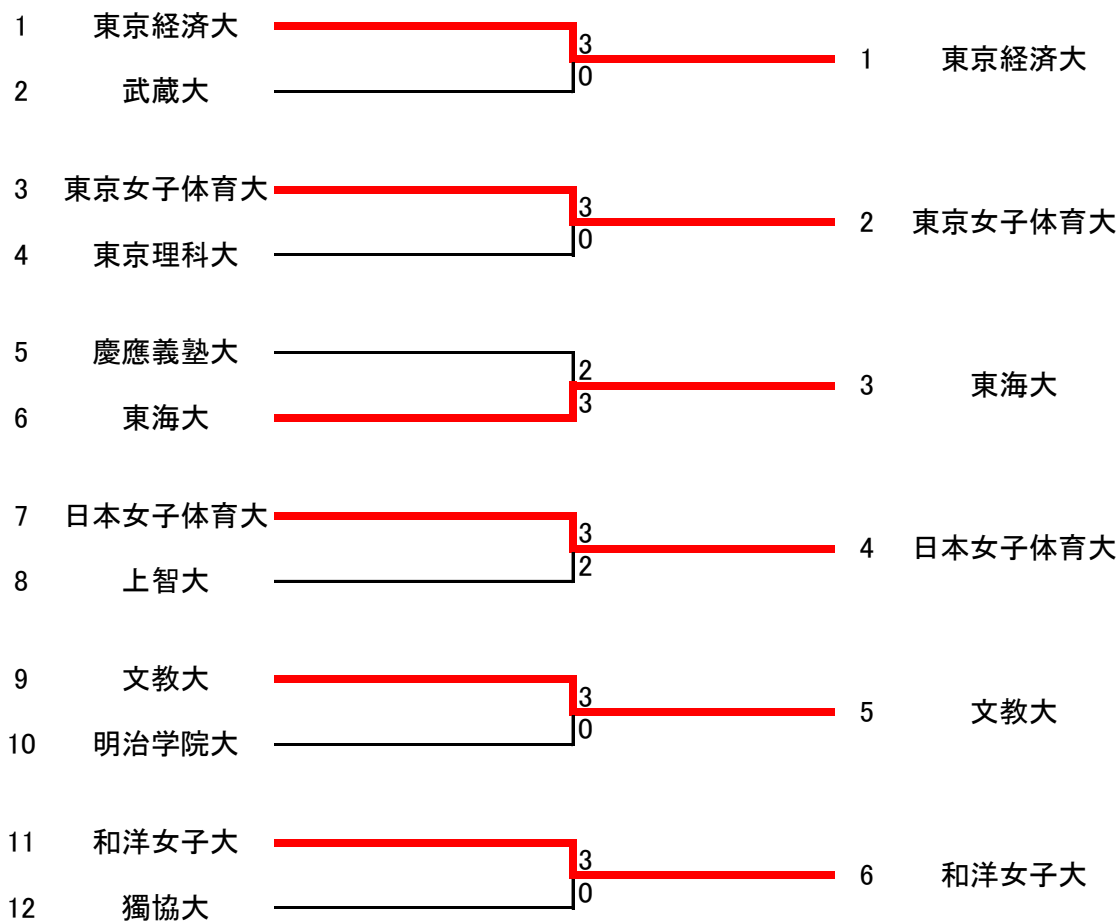 1 東京経済大
3
0
1 東京経済大
2 武蔵大
3 東京女子体育大
3
0
2 東京女子体育大
4 東京理科大
5 慶應義塾大
2
3
3 東海大
6 東海大
7 日本女子体育大
3
2
4 日本女子体育大
8 上智大
9 文教大
3
0
5 文教大
10 明治学院大
11 和洋女子大
3
0
6 和洋女子大
12 獨協大